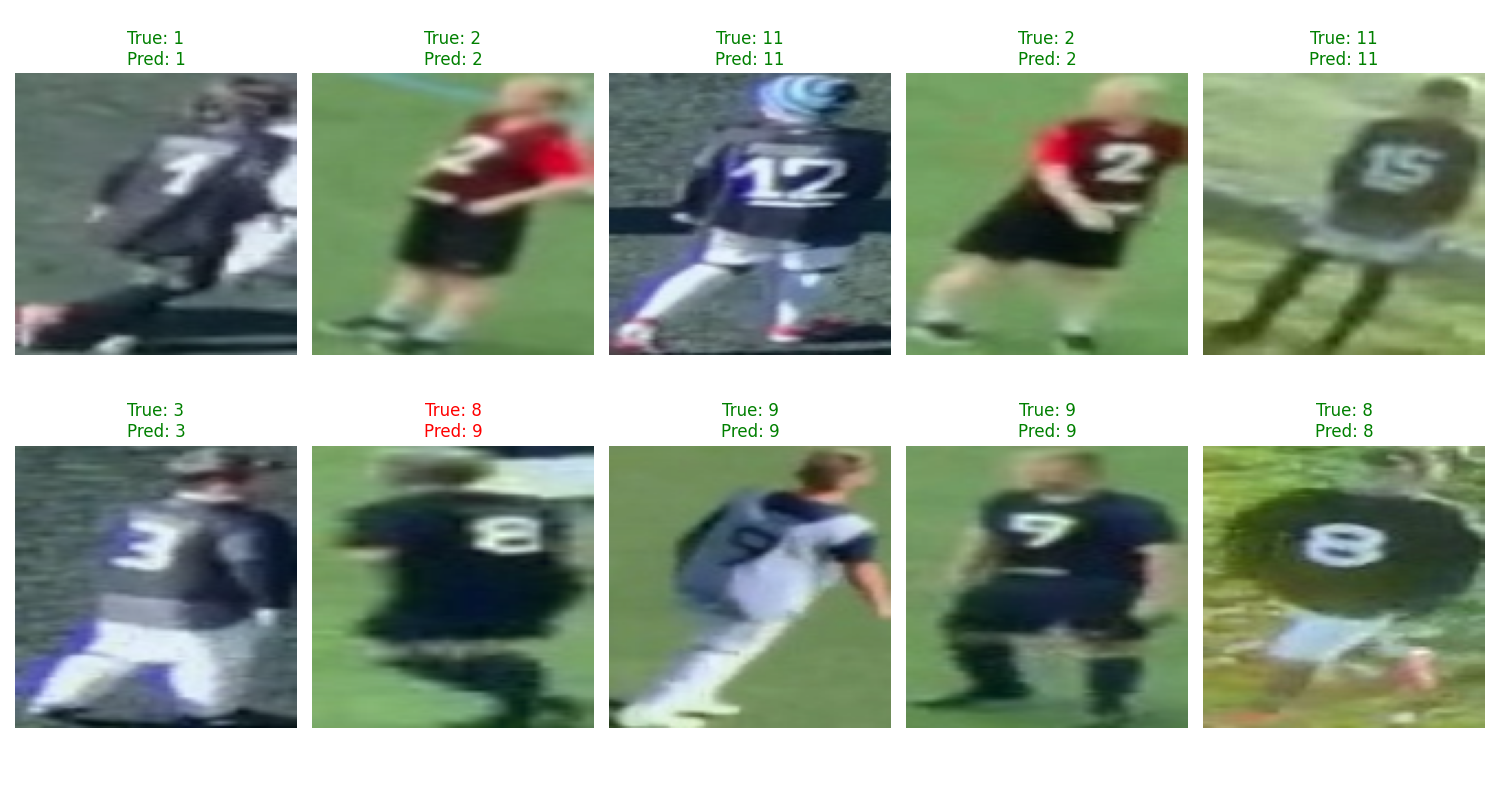 True: 1
Pred: 1
True: 2
Pred: 2
True: 11
Pred: 11
True: 2
Pred: 2
True: 11
Pred: 11
2
12
2
15
True: 3
Pred: 3
True: 8
Pred: 9
True: 9
Pred: 9
True: 9
Pred: 9
True: 8
Pred: 8
3
8
9
9
8